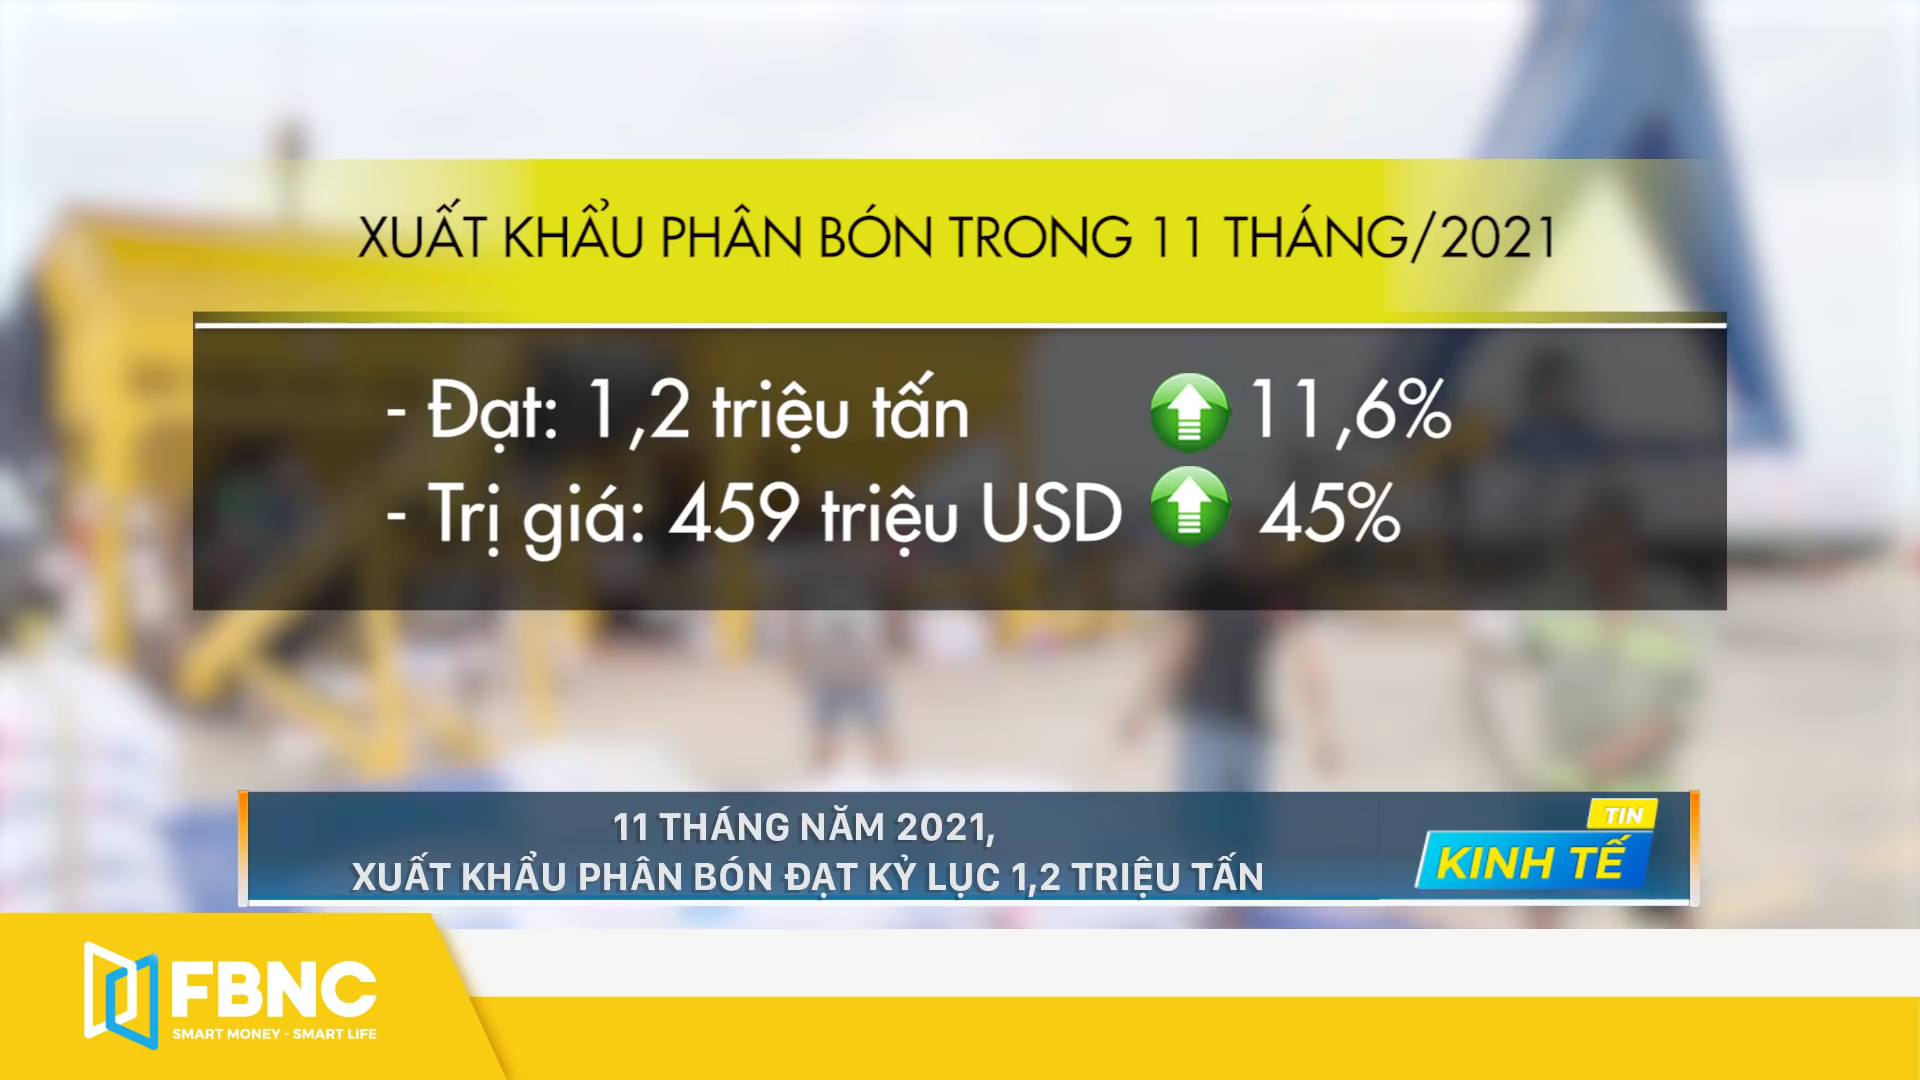 XUẤT KHẨU PHÂN BÓN TRONG 11 THÁNG/2021
- Đạt: 1,2 triệu tấn 11,6%
- Trị giá: 459 triệu USD 45%
11 THÁNG NĂM 2021,
XUẤT KHẨU PHÂN BÓN ĐẠT KỶ LỤC 1,2 TRIỆU TẤN
TIN
KINH TẾ
FBNC
SMART MONEY - SMART LIFE